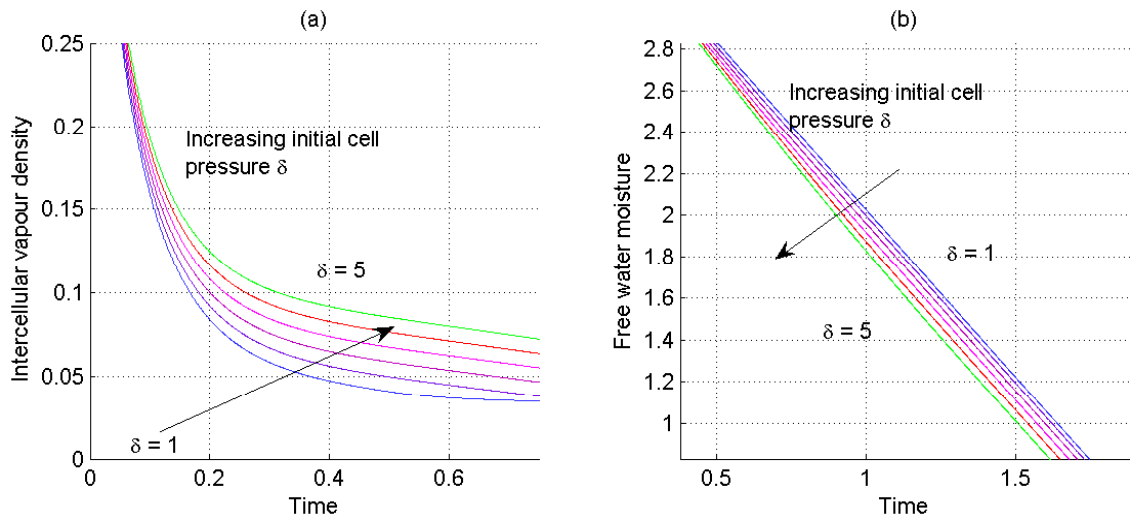 (a)
Intercellular vapour density
0.25
0.2
0.15
0.1
0.05
0
Increasing initial cell
pressure δ
δ = 5
δ = 1
0
0.2
0.4
0.6
Time
(b)
Free water moisture
2.8
2.6
2.4
2.2
2
1.8
1.6
1.4
1.2
1
Increasing initial cell
pressure δ
δ = 1
δ = 5
0.5
1
1.5
Time